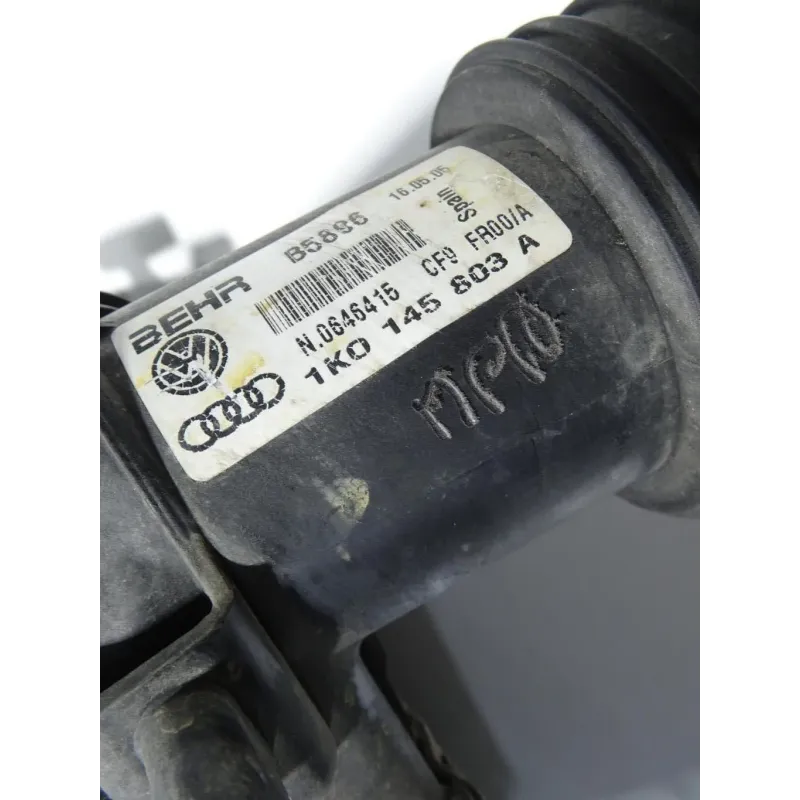 BEHR B5896 16.05.05
Spain
N.0646415 CF9 FR00/A
1K0 145 803 A